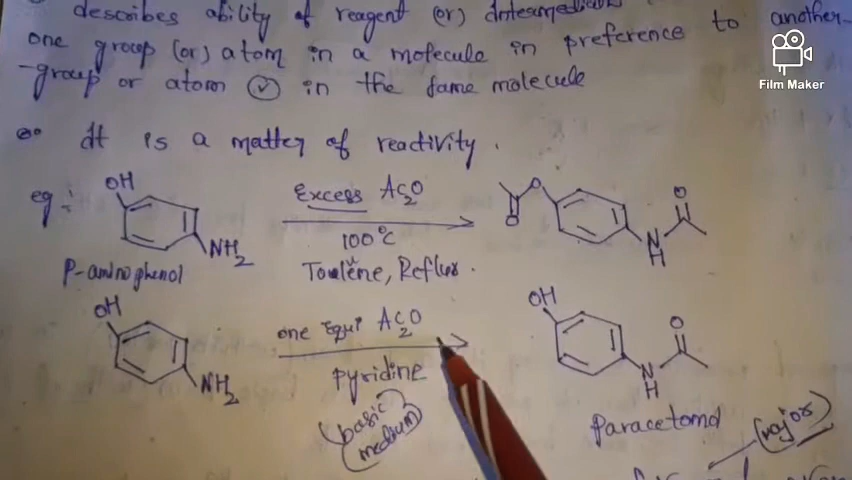 describes ability of reagent (or) Intermediate to another
one group (or) atom in a molecule in preference
-group or atom in the same molecule
Film Maker
It is a matter of reactivity.
eg:-
OH
NH2
P-aminophenol
Excess Ac2O
100°C
Toulene, Reflux.
O
O
O
N
H
OH
NH2
one Equi Ac2O
Pyridine
(basic medium)
OH
O
N
H
Paracetamol
(major)